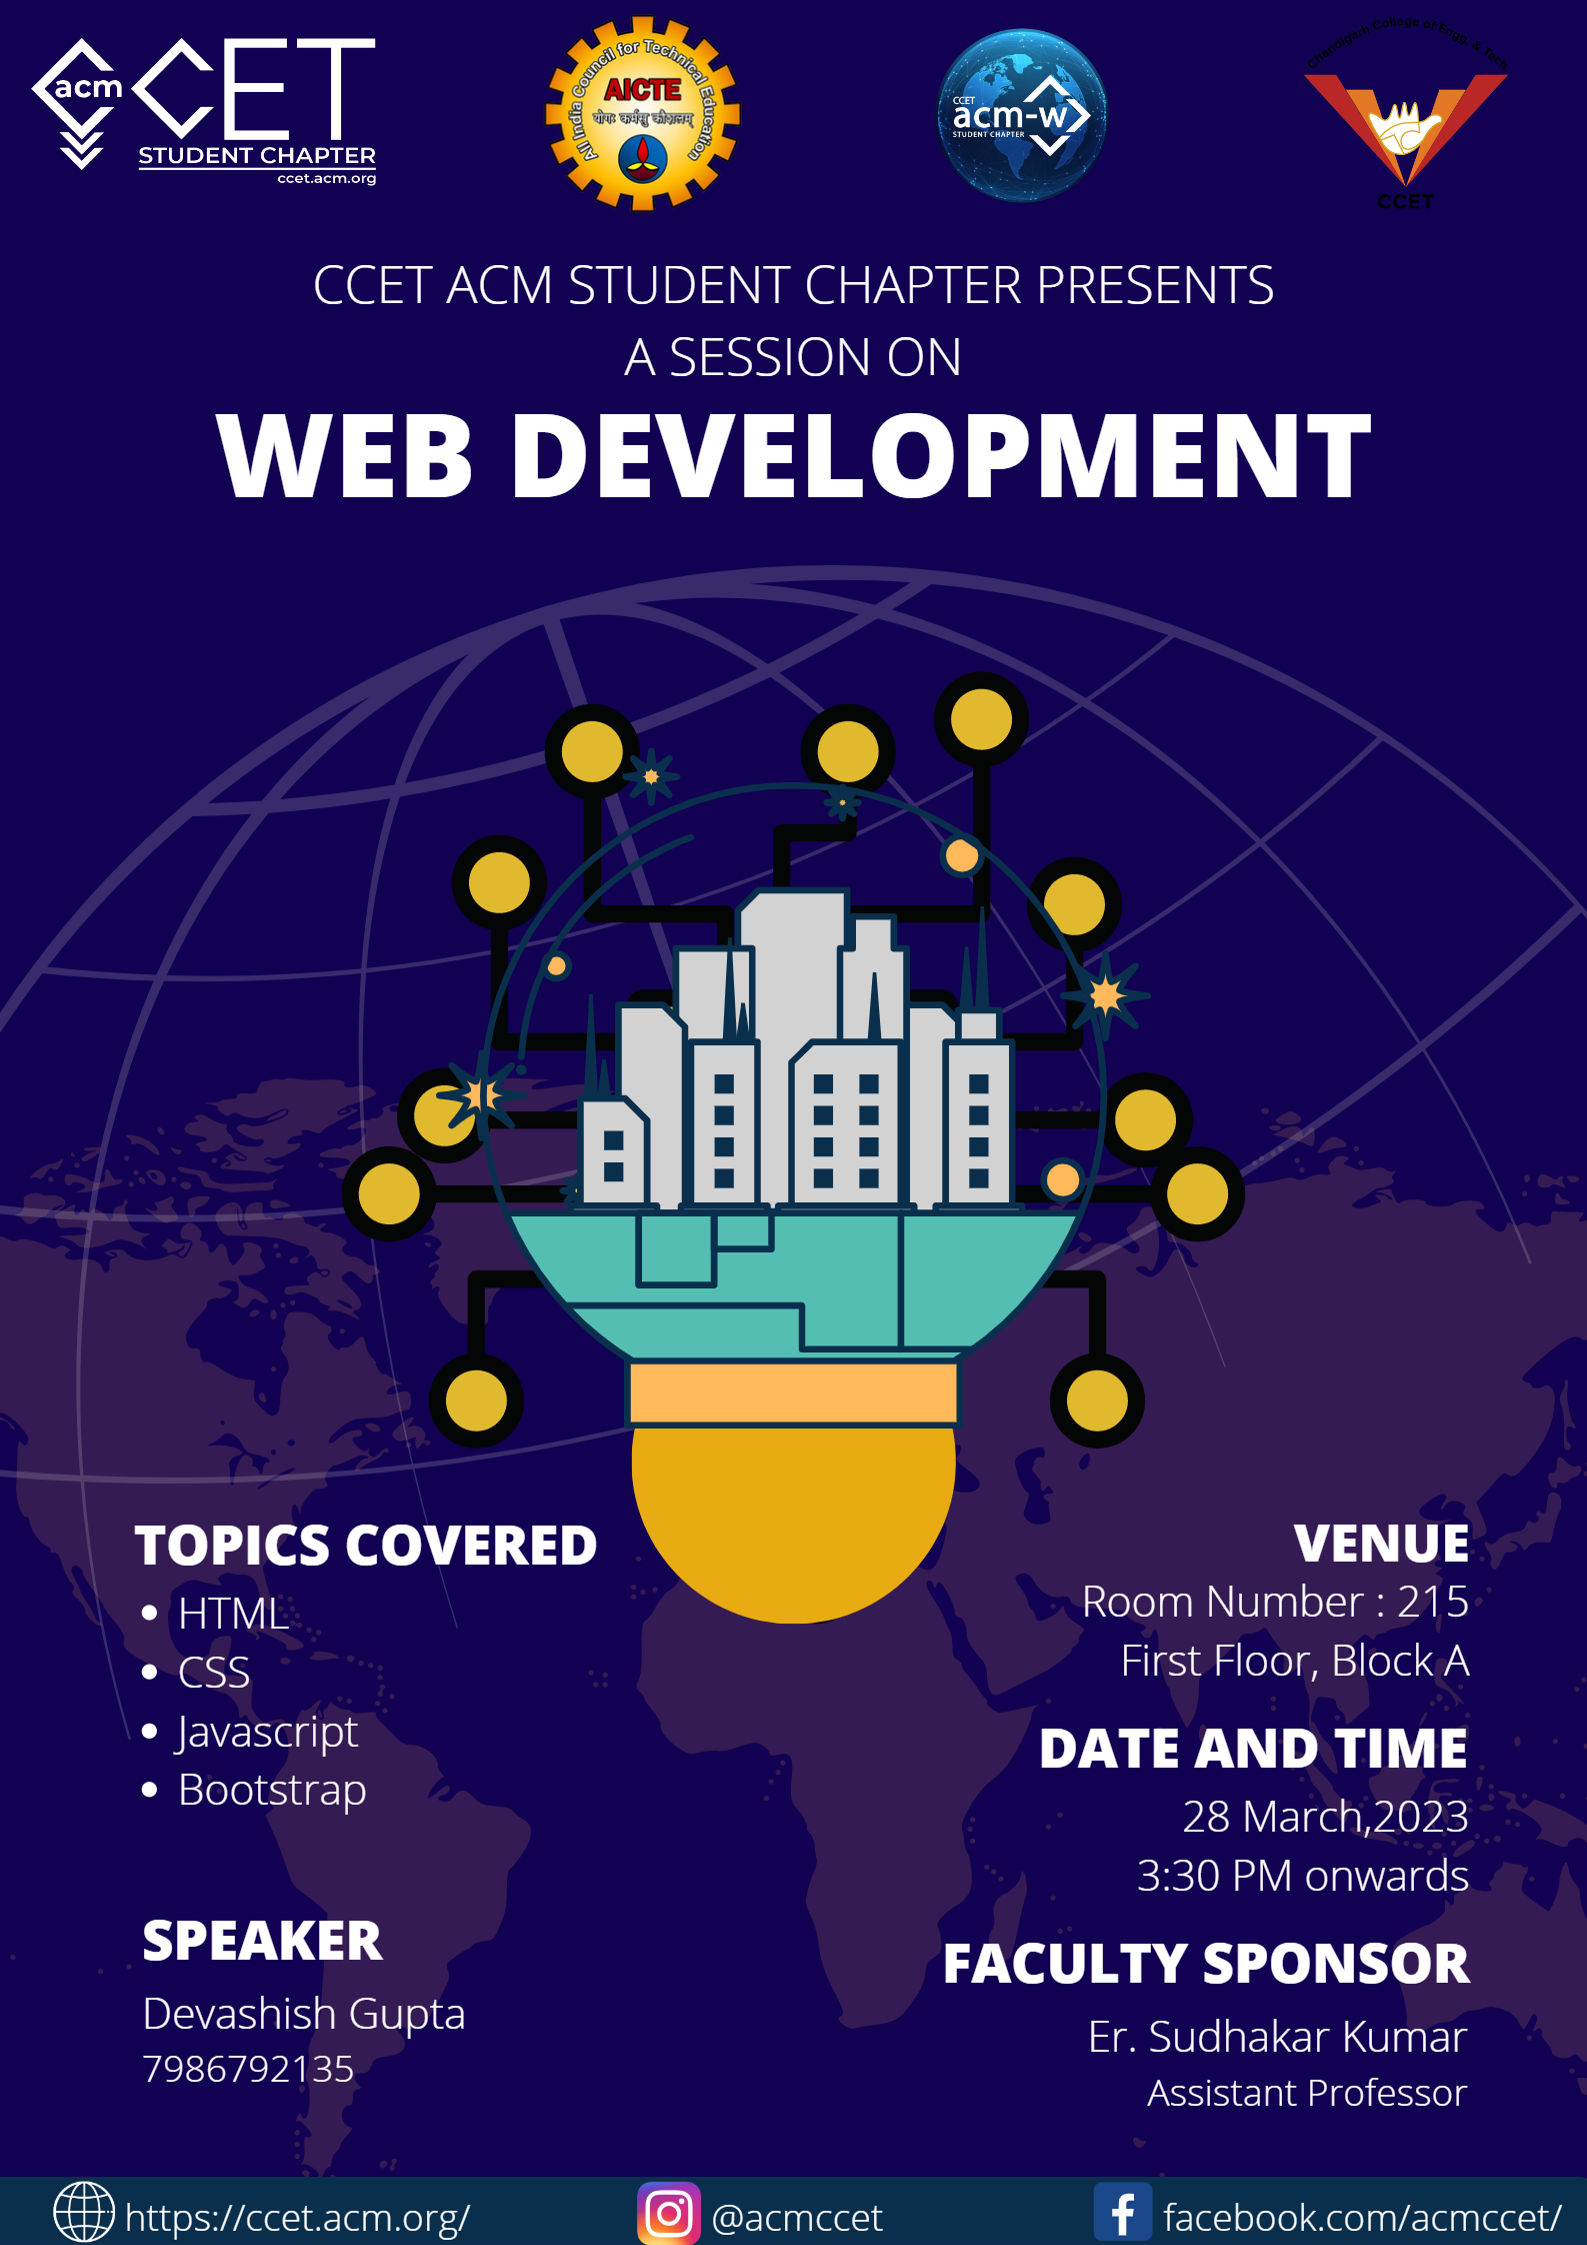 acm CCET
STUDENT CHAPTER
ccet.acm.org
All India Council for Technical Education
AICTE
योगः कर्मसु कौशलम्
CCET
acm-w
STUDENT CHAPTER
Chandigarh College of Engg. & Tech.
CCET
CCET ACM STUDENT CHAPTER PRESENTS
A SESSION ON
WEB DEVELOPMENT
TOPICS COVERED
• HTML
• CSS
• Javascript
• Bootstrap
SPEAKER
Devashish Gupta
7986792135
VENUE
Room Number : 215
First Floor, Block A
DATE AND TIME
28 March,2023
3:30 PM onwards
FACULTY SPONSOR
Er. Sudhakar Kumar
Assistant Professor
https://ccet.acm.org/
@acmccet
facebook.com/acmccet/